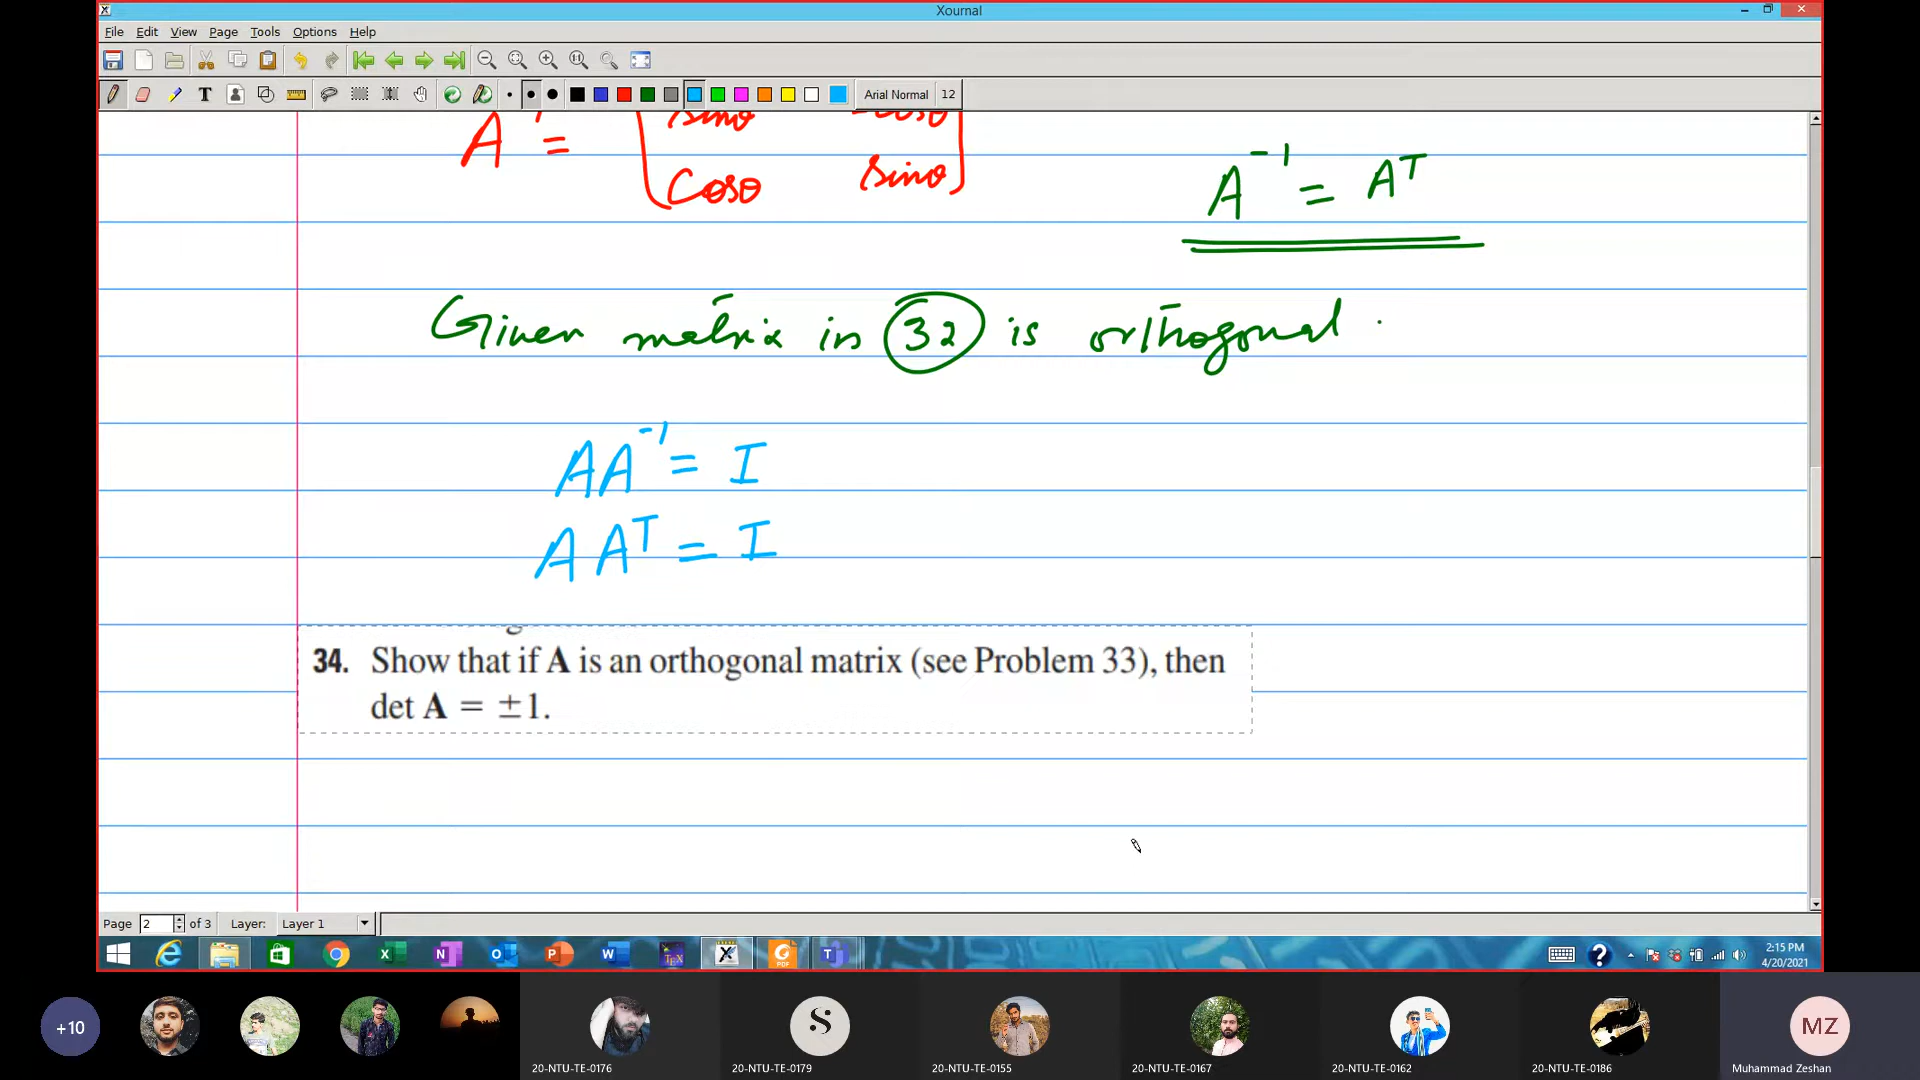 Xournal
File Edit View Page Tools Options Help
Arial Normal 12
A = sinθ -cosθ
cosθ sinθ
A⁻¹ = Aᵀ
Given matrix in 32 is orthogonal.
AA⁻¹ = I
AAᵀ = I
34. Show that if A is an orthogonal matrix (see Problem 33), then
det A = ±1.
Page 2 of 3 Layer: Layer 1
2:15 PM
4/20/2021
+10
S
MZ
20-NTU-TE-0176 20-NTU-TE-0179 20-NTU-TE-0155 20-NTU-TE-0167 20-NTU-TE-0162 20-NTU-TE-0186 Muhammad Zeshan